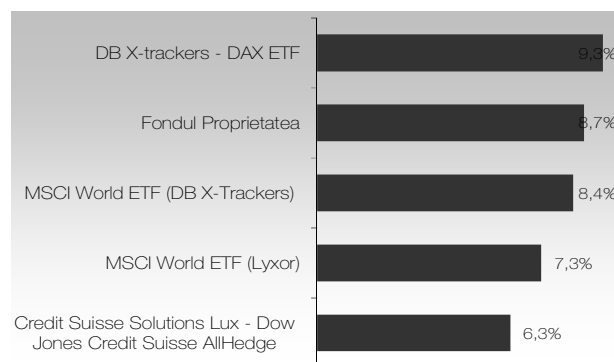 DB X-trackers - DAX ETF
9,3%
Fondul Proprietatea
8,7%
MSCI World ETF (DB X-Trackers)
8,4%
MSCI World ETF (Lyxor)
7,3%
Credit Suisse Solutions Lux - Dow
Jones Credit Suisse AllHedge
6,3%